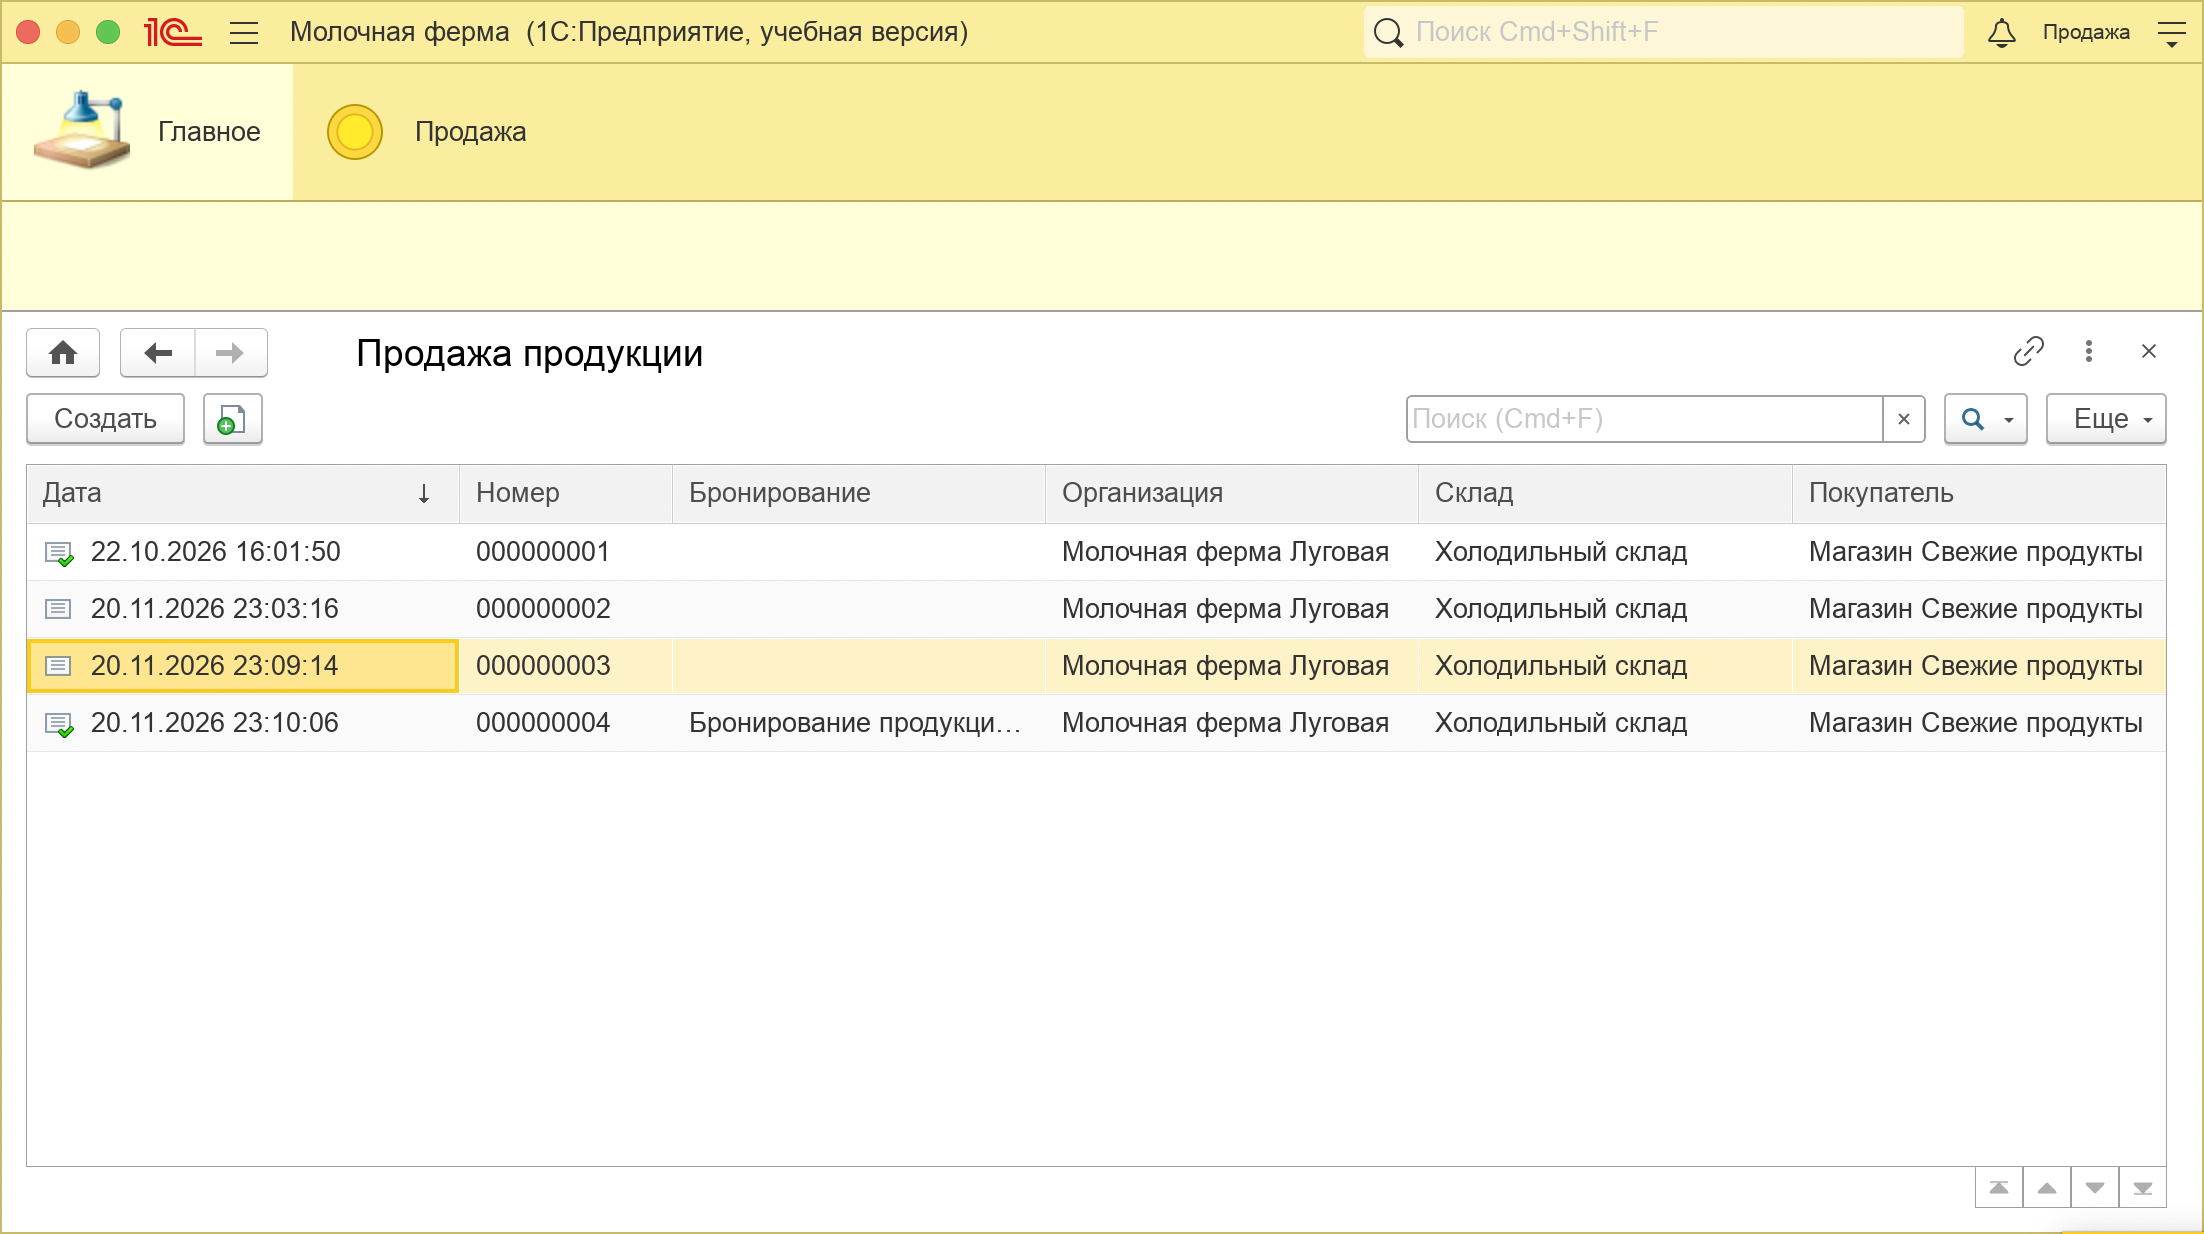 1С Молочная ферма (1С:Предприятие, учебная версия) Поиск Cmd+Shift+F Продажа
Главное Продажа
Продажа продукции
Создать Поиск (Cmd+F) × Еще
Дата ↓ Номер Бронирование Организация Склад Покупатель
22.10.2026 16:01:50 000000001 Молочная ферма Луговая Холодильный склад Магазин Свежие продукты
20.11.2026 23:03:16 000000002 Молочная ферма Луговая Холодильный склад Магазин Свежие продукты
20.11.2026 23:09:14 000000003 Молочная ферма Луговая Холодильный склад Магазин Свежие продукты
20.11.2026 23:10:06 000000004 Бронирование продукци… Молочная ферма Луговая Холодильный склад Магазин Свежие продукты